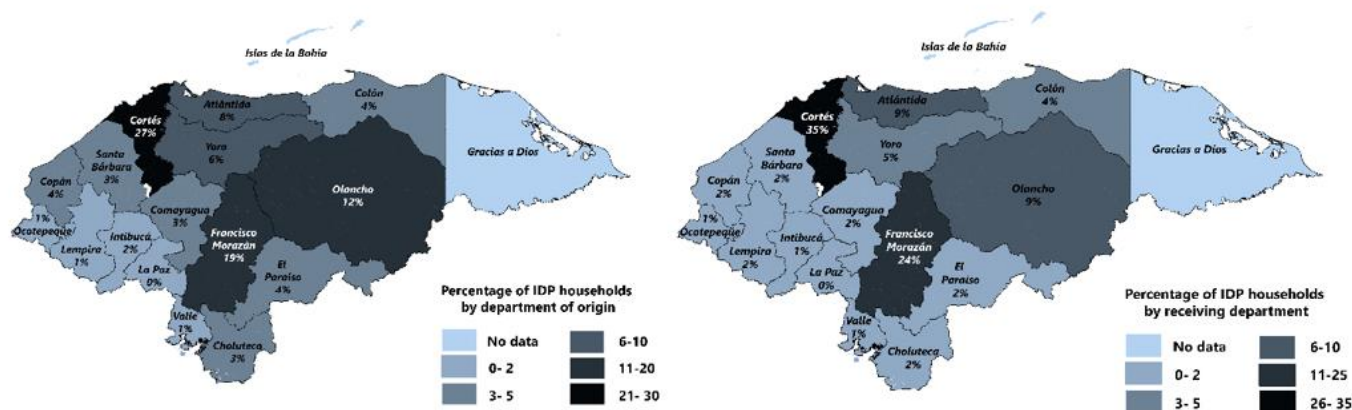 Islas de la Bahía
Colón
4%
Atlántida
8%
Cortés
27%
Yoro
6%
Gracias a Dios
Santa
Bárbara
3%
Copán
4%
Olancho
12%
Comayagua
3%
1%
Ocotepeque
Intibucá
2%
Francisco
Morazán
19%
Lempira
1%
La Paz
0%
El
Paraíso
4%
Valle
1%
Choluteca
3%
Percentage of IDP households
by department of origin
No data
0- 2
3- 5
6-10
11-20
21- 30
Islas de la Bahía
Colón
4%
Atlántida
9%
Cortés
35%
Yoro
5%
Gracias a Dios
Santa
Bárbara
2%
Copán
2%
Olancho
9%
Comayagua
2%
1%
Ocotepeque
Intibucá
1%
Francisco
Morazán
24%
Lempira
2%
La Paz
0%
El
Paraíso
2%
Valle
1%
Choluteca
2%
Percentage of IDP households
by receiving department
No data
0- 2
3- 5
6-10
11-25
26- 35